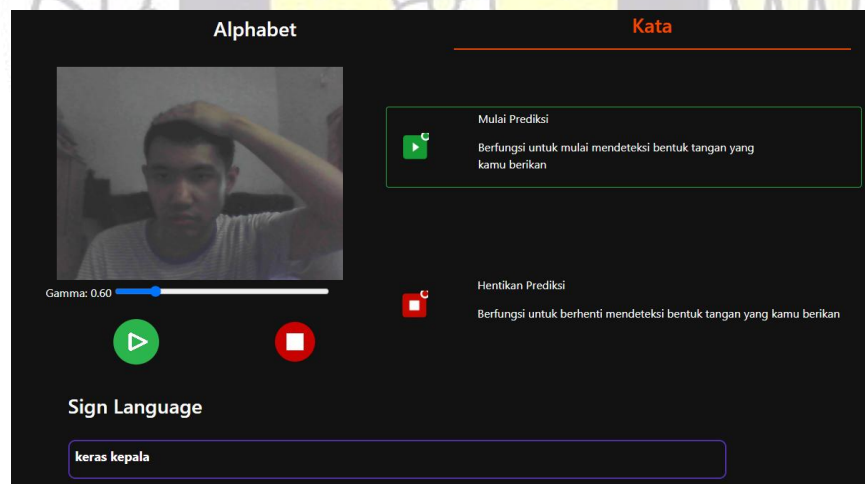 Alphabet
Kata
Mulai Prediksi
Berfungsi untuk mulai mendeteksi bentuk tangan yang
kamu berikan
Gamma: 0.60
Hentikan Prediksi
Berfungsi untuk berhenti mendeteksi bentuk tangan yang kamu berikan
Sign Language
keras kepala